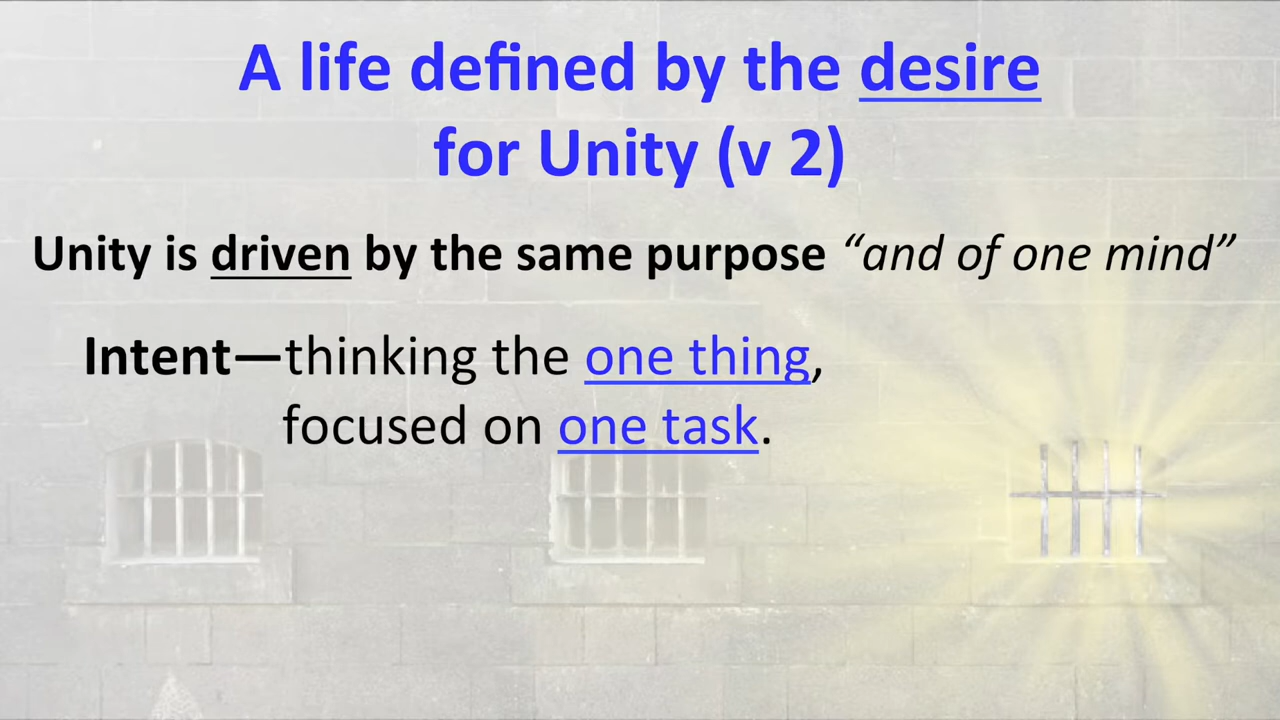 A life defined by the desire
for Unity (v 2)
Unity is driven by the same purpose “and of one mind”
Intent—thinking the one thing,
focused on one task.